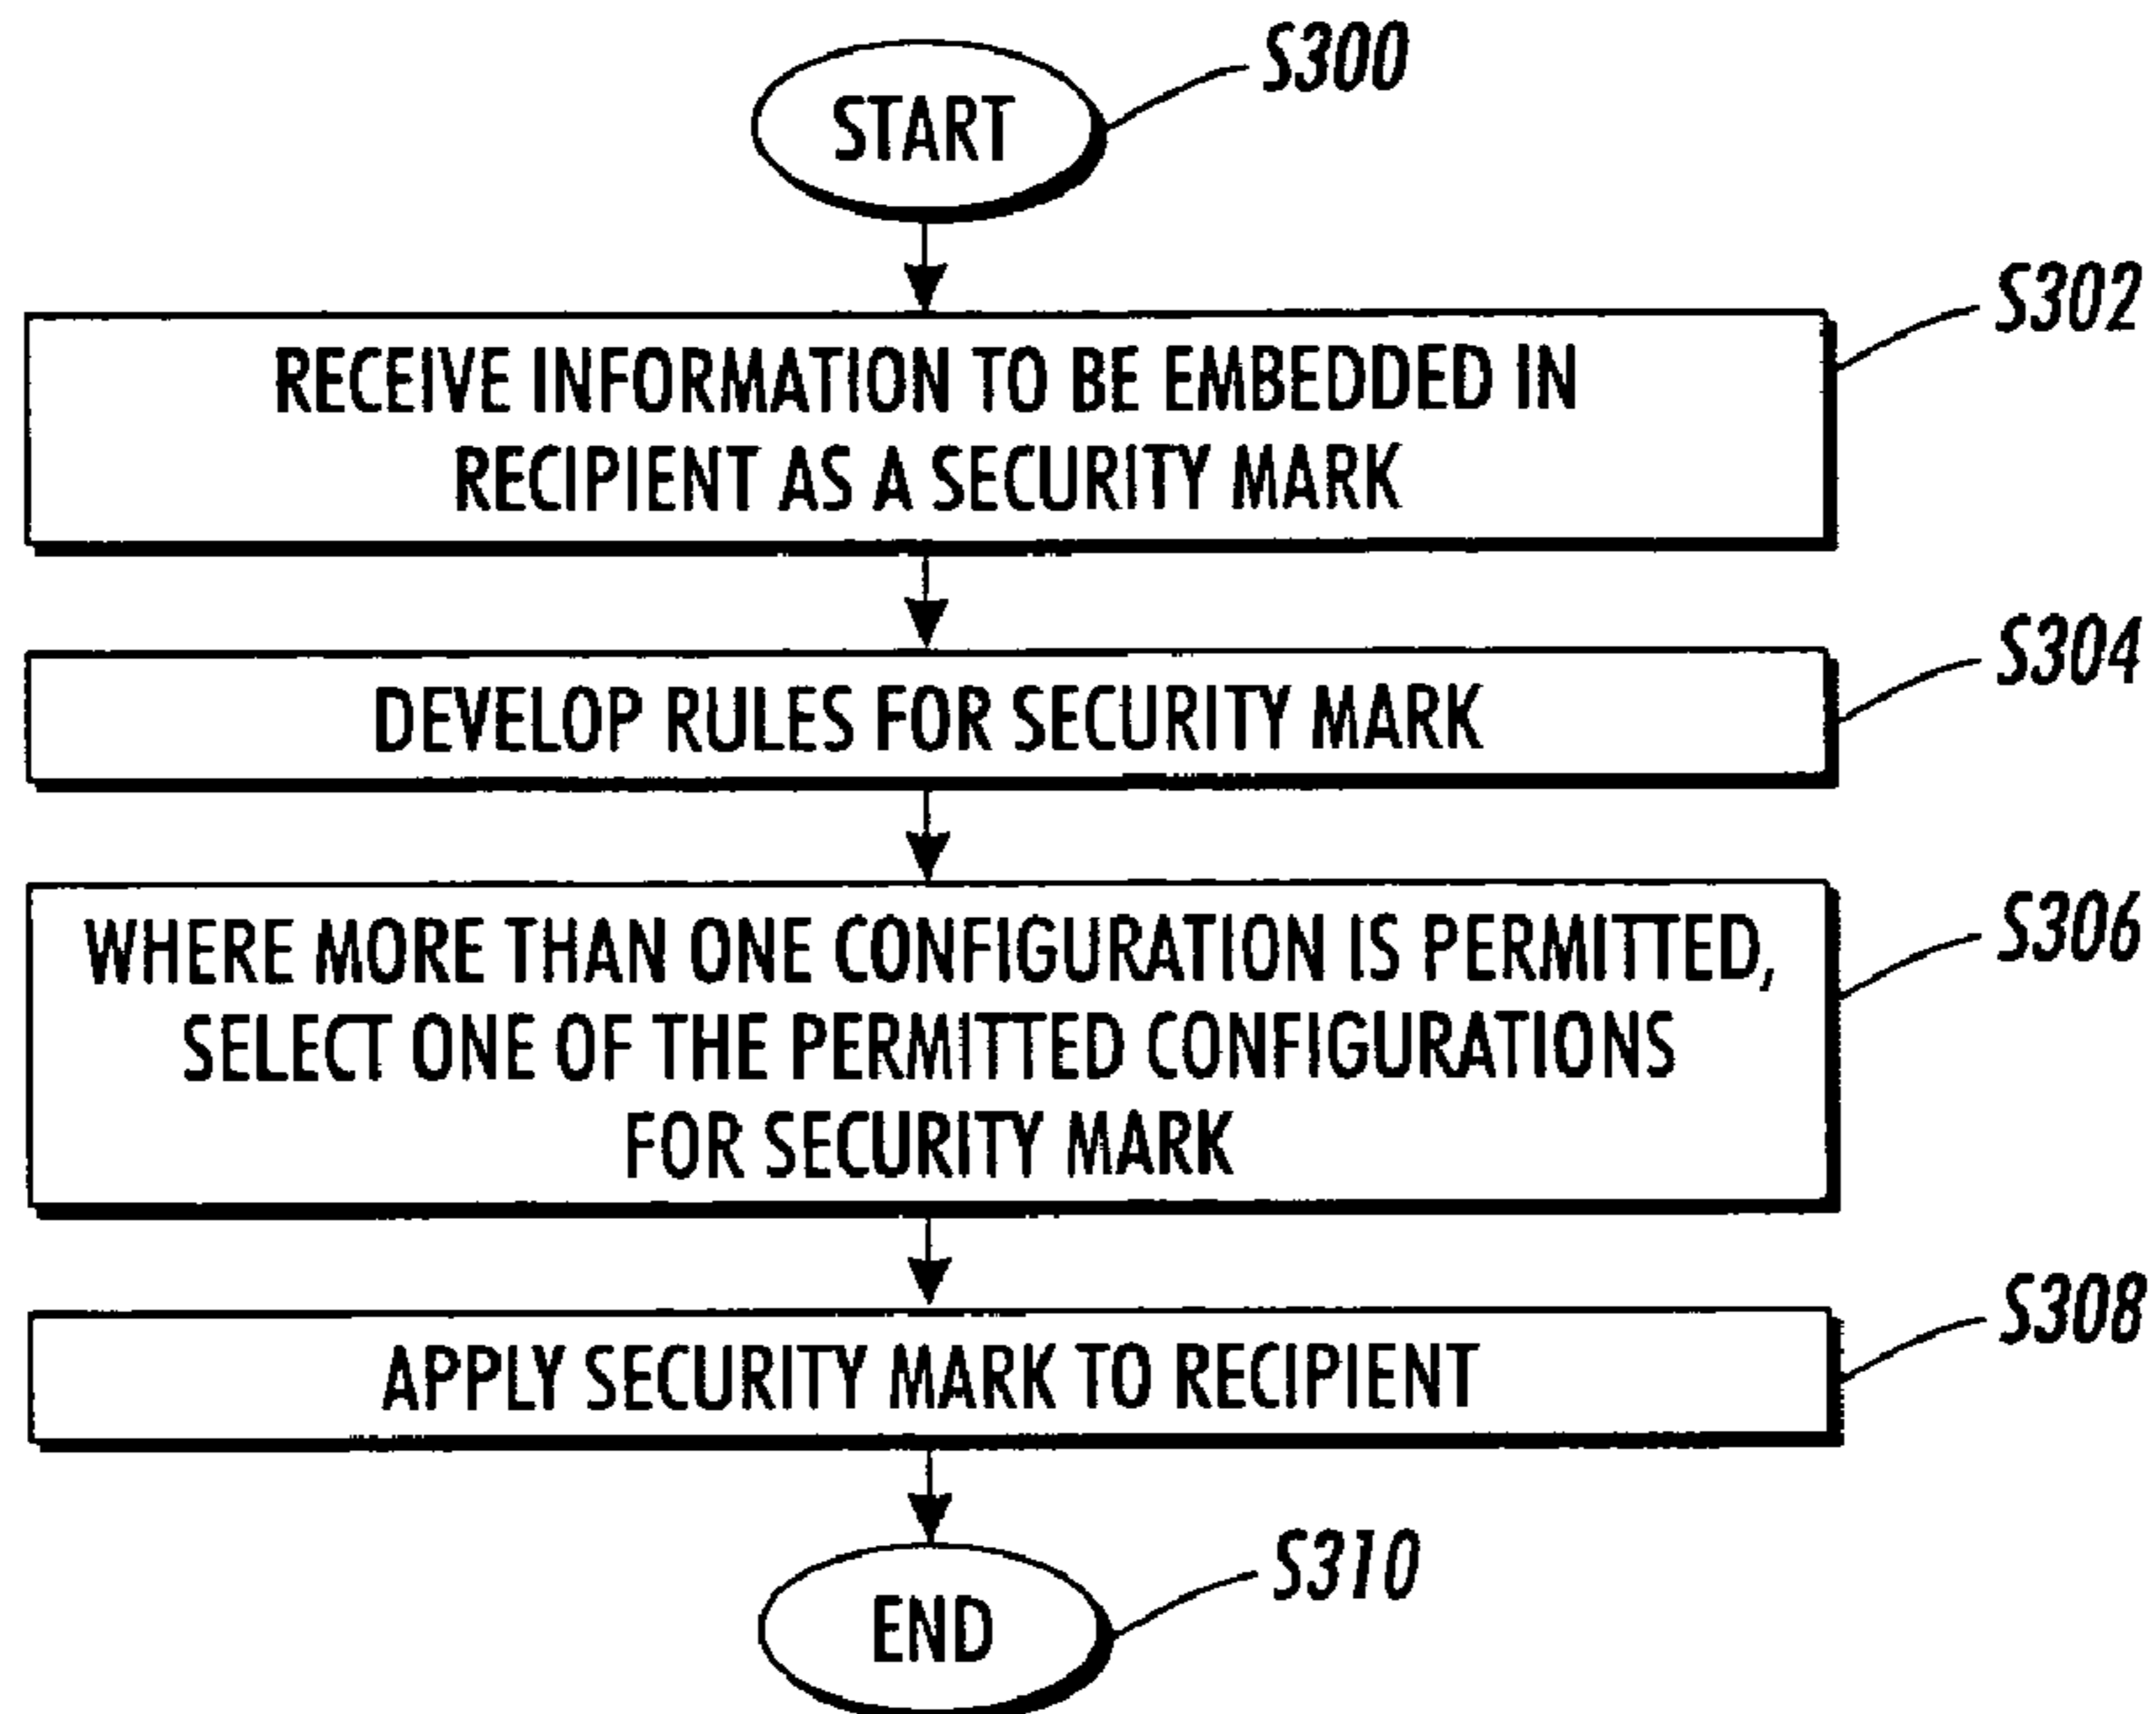 START
S300
S302
RECEIVE INFORMATION TO BE EMBEDDED IN
RECIPIENT AS A SECURITY MARK
S304
DEVELOP RULES FOR SECURITY MARK
S306
WHERE MORE THAN ONE CONFIGURATION IS PERMITTED,
SELECT ONE OF THE PERMITTED CONFIGURATIONS
FOR SECURITY MARK
S308
APPLY SECURITY MARK TO RECIPIENT
S310
END